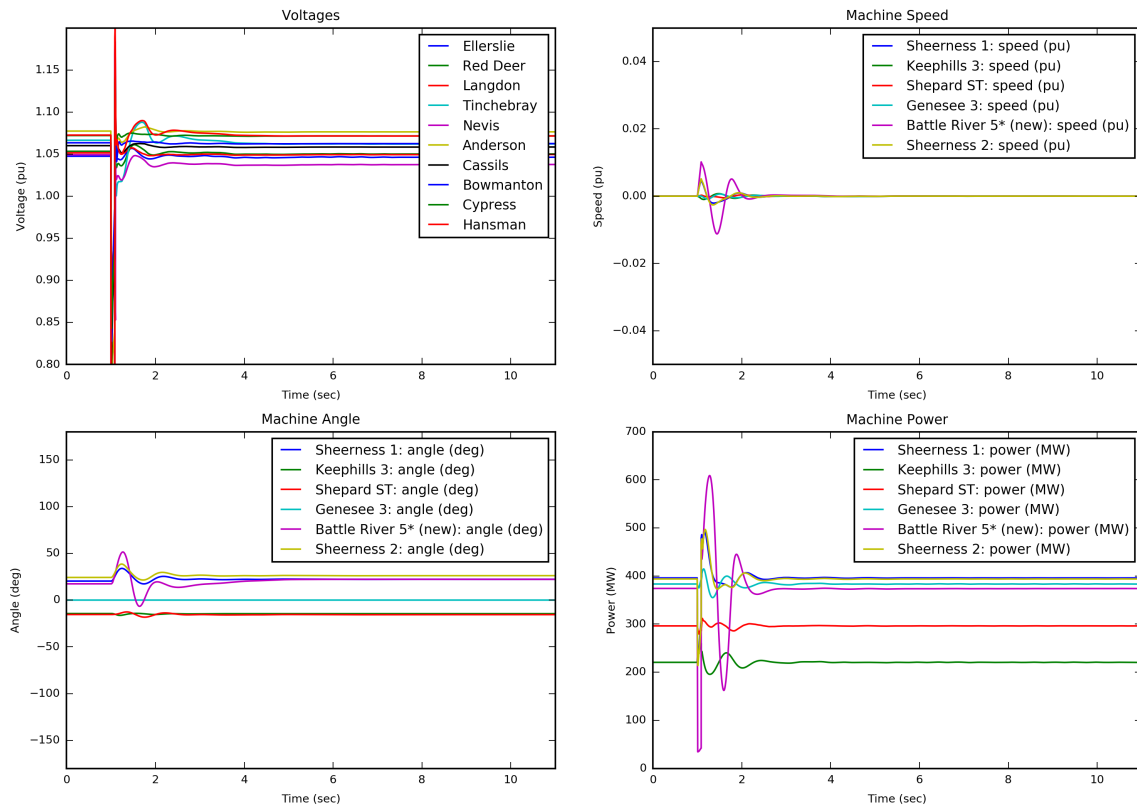 Voltages
Voltage (pu)
1.15
1.10
1.05
1.00
0.95
0.90
0.85
0.80
0
2
4
6
8
10
Time (sec)
Ellerslie
Red Deer
Langdon
Tinchebray
Nevis
Anderson
Cassils
Bowmanton
Cypress
Hansman
Machine Speed
Speed (pu)
0.04
0.02
0.00
−0.02
−0.04
0
2
4
6
8
10
Time (sec)
Sheerness 1: speed (pu)
Keephills 3: speed (pu)
Shepard ST: speed (pu)
Genesee 3: speed (pu)
Battle River 5* (new): speed (pu)
Sheerness 2: speed (pu)
Machine Angle
Angle (deg)
150
100
50
0
−50
−100
−150
0
2
4
6
8
10
Time (sec)
Sheerness 1: angle (deg)
Keephills 3: angle (deg)
Shepard ST: angle (deg)
Genesee 3: angle (deg)
Battle River 5* (new): angle (deg)
Sheerness 2: angle (deg)
Machine Power
Power (MW)
700
600
500
400
300
200
100
0
0
2
4
6
8
10
Time (sec)
Sheerness 1: power (MW)
Keephills 3: power (MW)
Shepard ST: power (MW)
Genesee 3: power (MW)
Battle River 5* (new): power (MW)
Sheerness 2: power (MW)